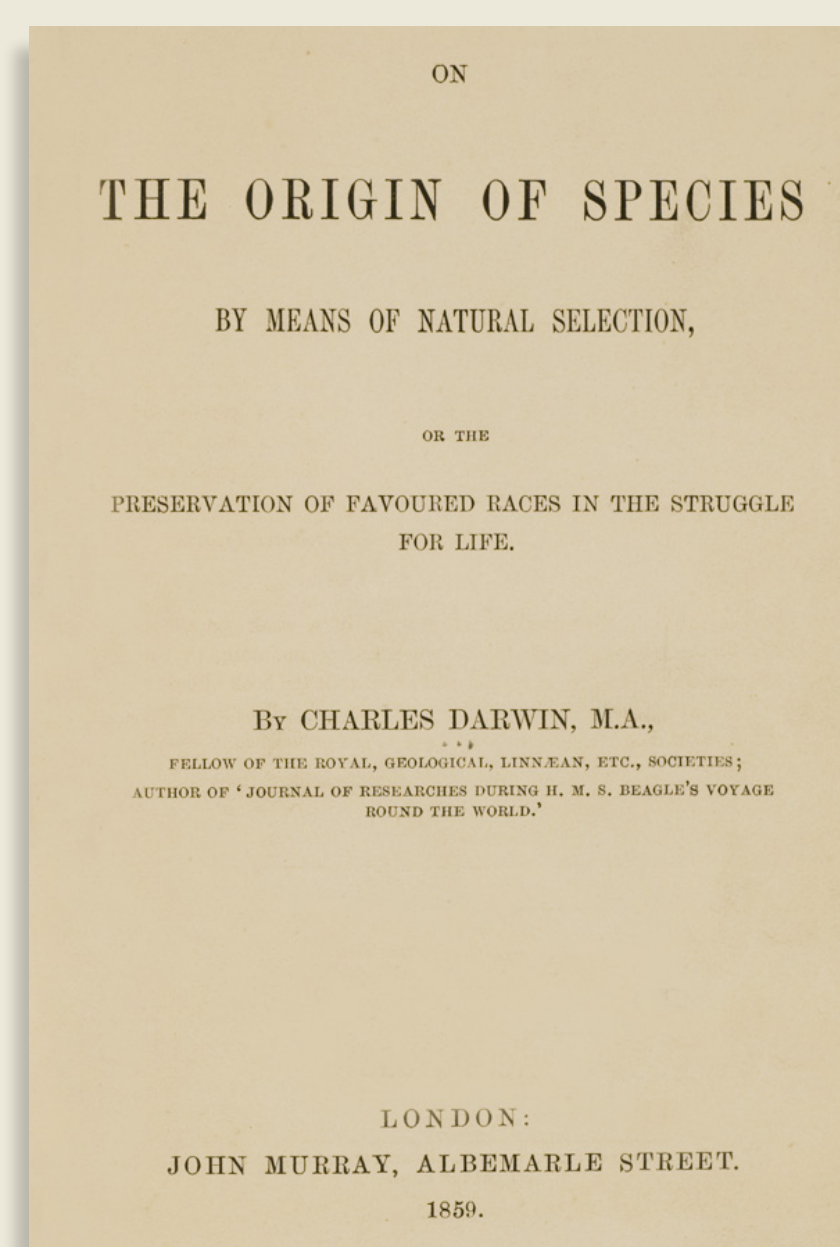 ON
THE ORIGIN OF SPECIES
BY MEANS OF NATURAL SELECTION,
OR THE
PRESERVATION OF FAVOURED RACES IN THE STRUGGLE
FOR LIFE.
By CHARLES DARWIN, M.A.,
FELLOW OF THE ROYAL, GEOLOGICAL, LINNÆAN, ETC., SOCIETIES;
AUTHOR OF ‘JOURNAL OF RESEARCHES DURING H. M. S. BEAGLE’S VOYAGE
ROUND THE WORLD.’
LONDON:
JOHN MURRAY, ALBEMARLE STREET.
1859.